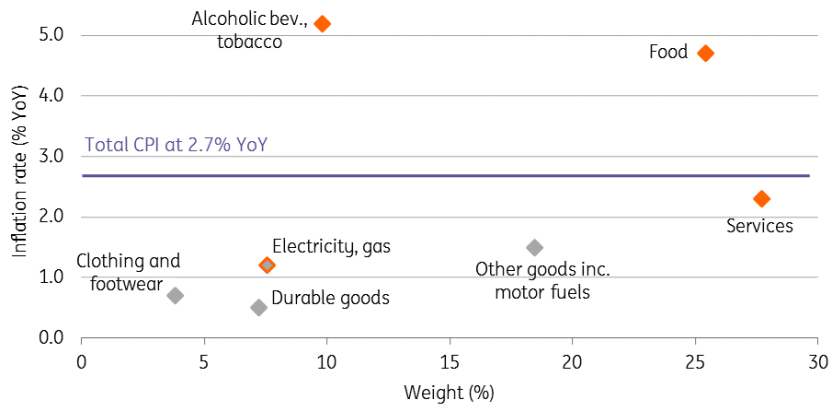 Alcoholic bev.,
tobacco
Food
5.0
4.0
Total CPI at 2.7% YoY
3.0
2.0
Services
Electricity, gas
Clothing and
footwear
Other goods inc.
motor fuels
1.0
Durable goods
0.0
0 5 10 15 20 25 30
Inflation rate (% YoY)
Weight (%)